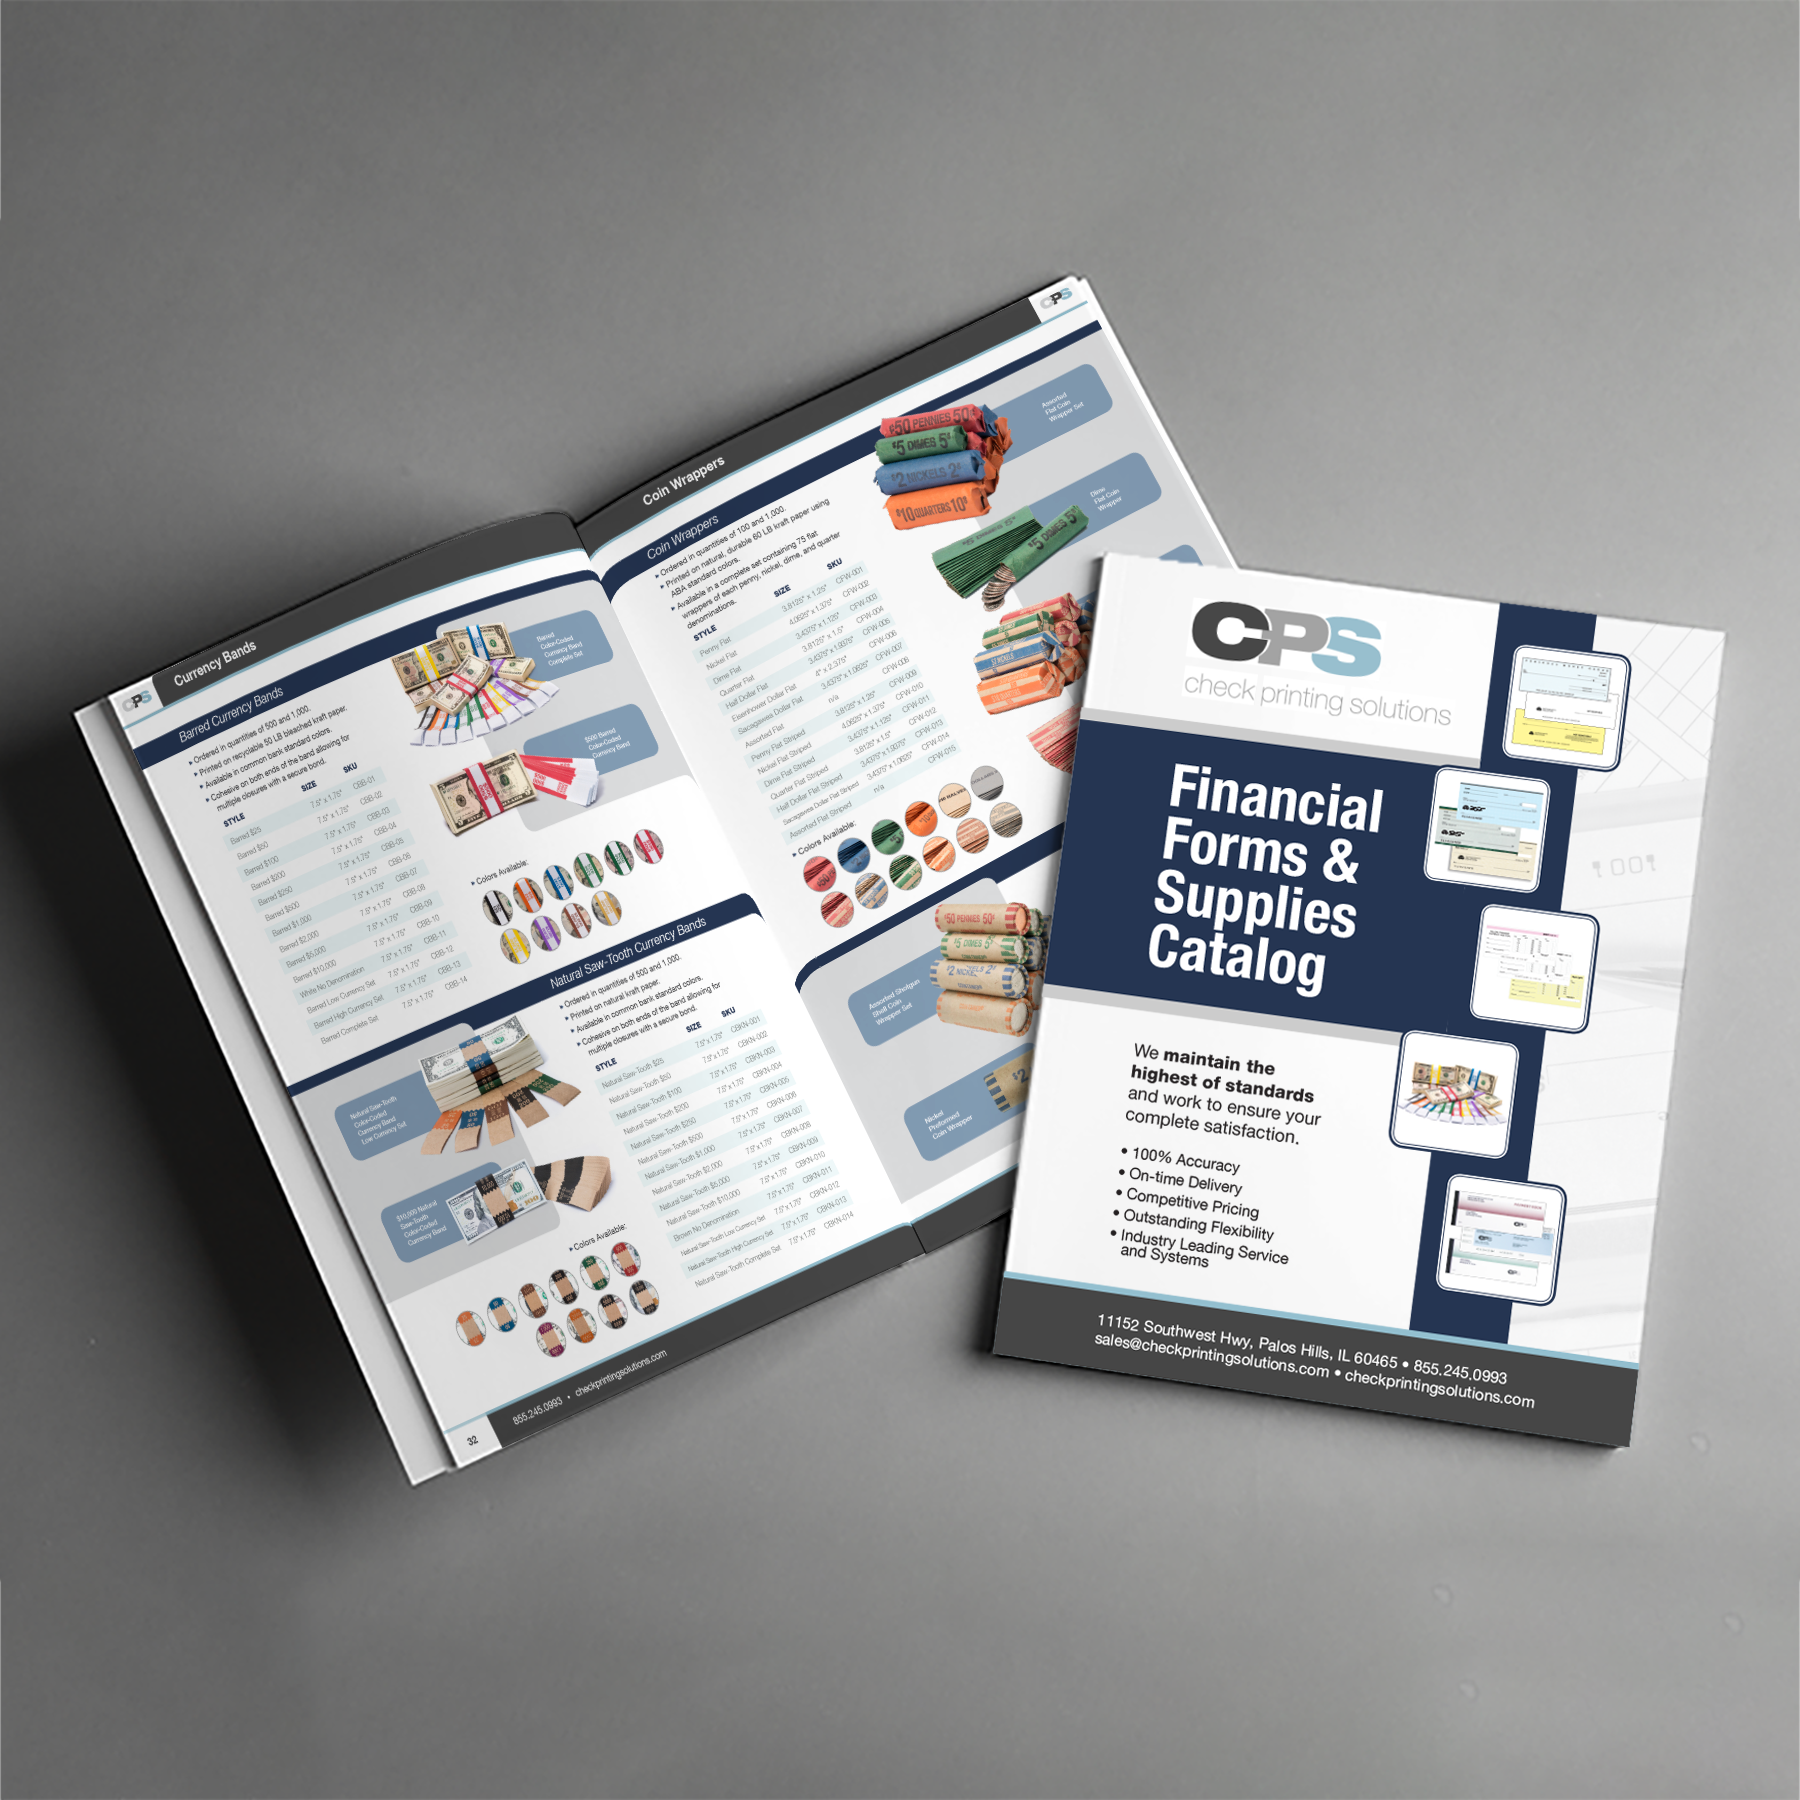 CPS
Currency Bands
Barred Currency Bands
▸ Ordered in quantities of 500 and 1,000.
▸ Printed on recyclable 50 LB bleached kraft paper.
▸ Available in common bank standard colors.
▸ Cohesive on both ends of the band allowing for
multiple closures with a secure bond.
STYLE SIZE SKU
Barred $25 7.5" x 1.75" CBB-01
Barred $50 7.5" x 1.75" CBB-02
Barred $100 7.5" x 1.75" CBB-03
Barred $200 7.5" x 1.75" CBB-04
Barred $250 7.5" x 1.75" CBB-05
Barred $500 7.5" x 1.75" CBB-06
Barred $1,000 7.5" x 1.75" CBB-07
Barred $2,000 7.5" x 1.75" CBB-08
Barred $5,000 7.5" x 1.75" CBB-09
Barred $10,000 7.5" x 1.75" CBB-10
White No Denomination 7.5" x 1.75" CBB-11
Barred Low Currency Set 7.5" x 1.75" CBB-12
Barred High Currency Set 7.5" x 1.75" CBB-13
Barred Complete Set 7.5" x 1.75" CBB-14
Barred
Color-Coded
Currency Band
Complete Set
$500 Barred
Color-Coded
Currency Band
▸ Colors Available:
Natural Saw-Tooth Currency Bands
▸ Ordered in quantities of 500 and 1,000.
▸ Printed on natural kraft paper.
▸ Available in common bank standard colors.
▸ Cohesive on both ends of the band allowing for
multiple closures with a secure bond.
STYLE SIZE SKU
Natural Saw-Tooth $25 7.5" x 1.75" CBKN-001
Natural Saw-Tooth $50 7.5" x 1.75" CBKN-002
Natural Saw-Tooth $100 7.5" x 1.75" CBKN-003
Natural Saw-Tooth $200 7.5" x 1.75" CBKN-004
Natural Saw-Tooth $250 7.5" x 1.75" CBKN-005
Natural Saw-Tooth $500 7.5" x 1.75" CBKN-006
Natural Saw-Tooth $1,000 7.5" x 1.75" CBKN-007
Natural Saw-Tooth $2,000 7.5" x 1.75" CBKN-008
Natural Saw-Tooth $5,000 7.5" x 1.75" CBKN-009
Natural Saw-Tooth $10,000 7.5" x 1.75" CBKN-010
Brown No Denomination 7.5" x 1.75" CBKN-011
Natural Saw-Tooth Low Currency Set 7.5" x 1.75" CBKN-012
Natural Saw-Tooth High Currency Set 7.5" x 1.75" CBKN-013
Natural Saw-Tooth Complete Set 7.5" x 1.75" CBKN-014
Natural Saw-Tooth
Color-Coded
Currency Band
Low Currency Set
$10,000 Natural
Saw-Tooth
Color-Coded
Currency Band
▸ Colors Available:
32
855.245.0993 • checkprintingsolutions.com
Coin Wrappers
CPS
Coin Wrappers
▸ Ordered in quantities of 100 and 1,000.
▸ Printed on natural, durable 60 LB kraft paper using
ABA standard colors.
▸ Available in a complete set containing 75 flat
wrappers of each penny, nickel, dime, and quarter
denominations.
STYLE SIZE SKU
Penny Flat 3.8125" x 1.25" CFW-001
Nickel Flat 4.0625" x 1.375" CFW-002
Dime Flat 3.4375" x 1.125" CFW-003
Quarter Flat 3.8125" x 1.5" CFW-004
Half Dollar Flat 3.4375" x 1.9375" CFW-005
Eisenhower Dollar Flat 4" x 2.375" CFW-006
Sacagawea Dollar Flat 3.4375" x 1.0625" CFW-007
Assorted Flat n/a CFW-008
Penny Flat Striped 3.8125" x 1.25" CFW-009
Nickel Flat Striped 4.0625" x 1.375" CFW-010
Dime Flat Striped 3.4375" x 1.125" CFW-011
Quarter Flat Striped 3.8125" x 1.5" CFW-012
Half Dollar Flat Striped 3.4375" x 1.9375" CFW-013
Sacagawea Dollar Flat Striped 3.4375" x 1.0625" CFW-014
Assorted Flat Striped n/a CFW-015
▸ Colors Available:
50 PENNIES 50¢
$5 DIMES 5$
$2 NICKELS 2$
$10 QUARTERS 10$
Assorted
Flat Coin
Wrapper Set
$5 DIMES 5$
Dime
Flat Coin
Wrapper
50 PENNIES 50¢
$5 DIMES 5$
$2 NICKELS 2$
Assorted Shotgun
Shell Coin
Wrapper Set
$2
Nickel
Preformed
Coin Wrapper
CPS
check printing solutions
Financial
Forms &
Supplies
Catalog
We maintain the
highest of standards
and work to ensure your
complete satisfaction.
• 100% Accuracy
• On-time Delivery
• Competitive Pricing
• Outstanding Flexibility
• Industry Leading Service
and Systems
11152 Southwest Hwy, Palos Hills, IL 60465 • 855.245.0993
sales@checkprintingsolutions.com • checkprintingsolutions.com